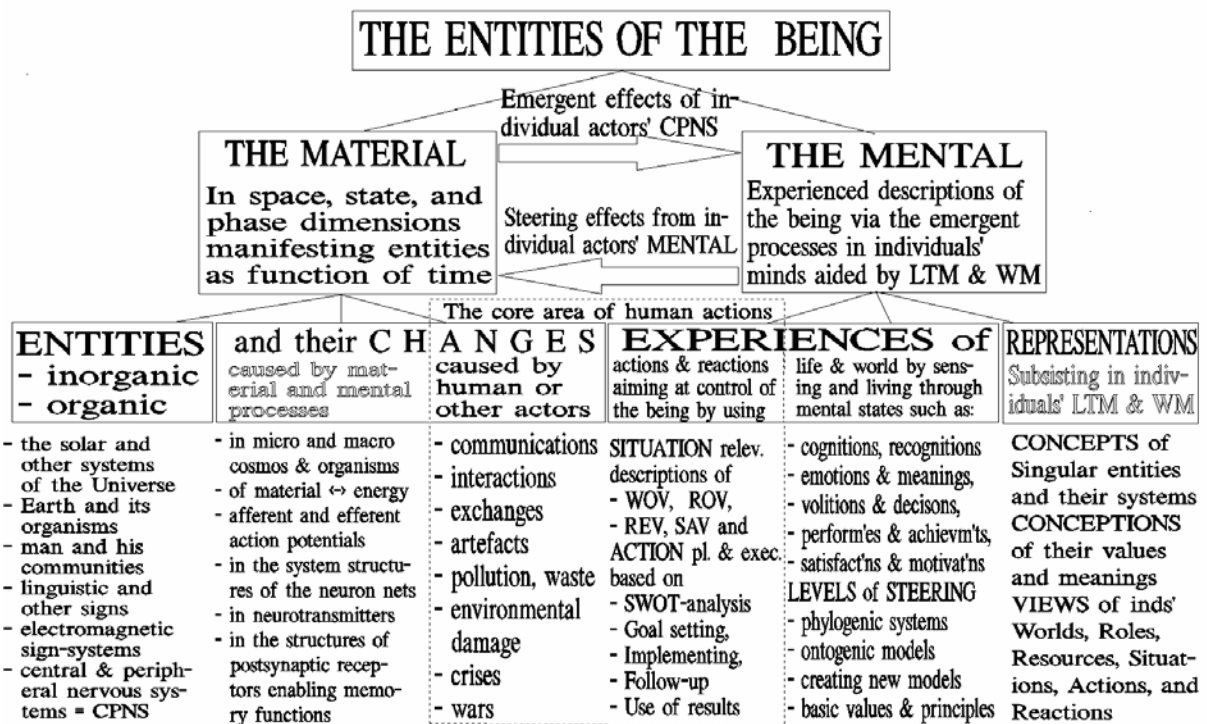 THE ENTITIES OF THE BEING
Emergent effects of in-
dividual actors' CPNS
THE MATERIAL
In space, state, and
phase dimensions
manifesting entities
as function of time
Steering effects from in-
dividual actors' MENTAL
THE MENTAL
Experienced descriptions of
the being via the emergent
processes in individuals'
minds aided by LTM & WM
The core area of human actions
ENTITIES
- inorganic
- organic
- the solar and
other systems
of the Universe
- Earth and its
organisms
- man and his
communities
- linguistic and
other signs
- electromagnetic
sign-systems
- central & periph-
eral nervous sys-
tems = CPNS
and their C H A N G E S
caused by mat-
erial and mental
processes
- in micro and macro
cosmos & organisms
- of material ↔ energy
- afferent and efferent
action potentials
- in the system structu-
res of the neuron nets
- in neurotransmitters
- in the structures of
postsynaptic recep-
tors enabling memo-
ry functions
caused by
human or
other actors
- communications
- interactions
- exchanges
- artefacts
- pollution, waste
- environmental
damage
- crises
- wars
EXPERIENCES of
actions & reactions
aiming at control of
the being by using
SITUATION relev.
descriptions of
- WOV, ROV,
- REV, SAV and
ACTION pl. & exec.
based on
- SWOT-analysis
- Goal setting,
- Implementing,
- Follow-up
- Use of results
life & world by sens-
ing and living through
mental states such as:
- cognitions, recognitions
- emotions & meanings,
- volitions & decisons,
- perform'es & achievm'ts,
- satisfact'ns & motivat'ns
LEVELS of STEERING
- phylogenic systems
- ontogenic models
- creating new models
- basic values & principles
REPRESENTATIONS
Subsisting in indiv-
iduals' LTM & WM
CONCEPTS of
Singular entities
and their systems
CONCEPTIONS
of their values
and meanings
VIEWS of inds'
Worlds, Roles,
Resources, Situat-
ions, Actions, and
Reactions